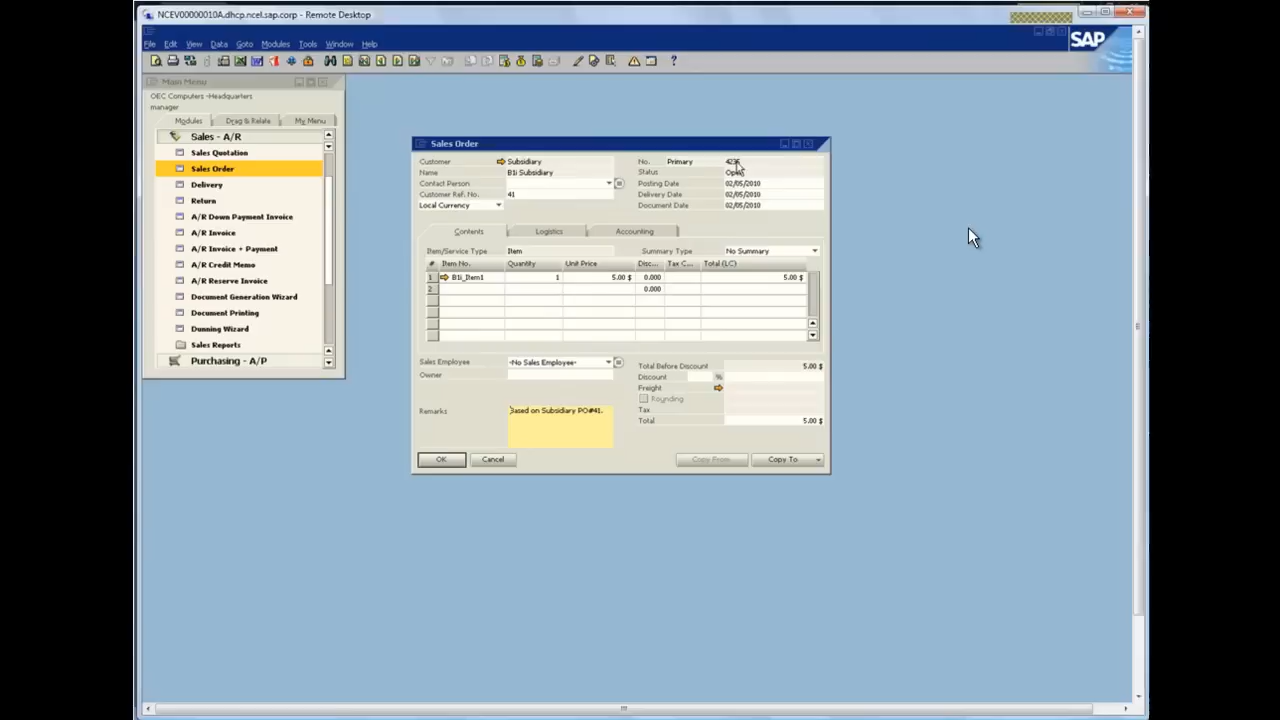 NCEV00000010A.dhcp.ncel.sap.corp - Remote Desktop
File Edit View Data Goto Modules Tools Window Help
SAP
Main Menu
OEC Computers -Headquarters
manager
Modules Drag & Relate My Menu
Sales - A/R
Sales Quotation
Sales Order
Delivery
Return
A/R Down Payment Invoice
A/R Invoice
A/R Invoice + Payment
A/R Credit Memo
A/R Reserve Invoice
Document Generation Wizard
Document Printing
Dunning Wizard
Sales Reports
Purchasing - A/P
Sales Order
Customer Subsidiary No. Primary
Name B1i Subsidiary Status Open
Contact Person Posting Date 02/05/2010
Customer Ref. No. 41 Delivery Date 02/05/2010
Local Currency Document Date 02/05/2010
Contents Logistics Accounting
Item/Service Type Item Summary Type No Summary
# Item No. Quantity Unit Price Disc... Tax C... Total (LC)
1 B1i_Item1 1 5.00 $ 0.000 5.00 $
2 0.000
Sales Employee -No Sales Employee- Total Before Discount 5.00 $
Owner Discount %
Freight
Rounding
Remarks Based on Subsidiary PO#41. Tax
Total 5.00 $
OK Cancel Copy From Copy To